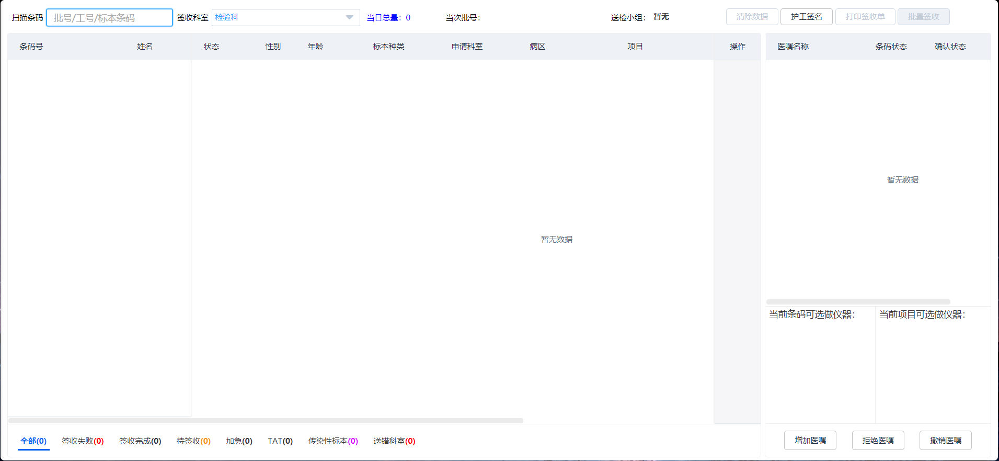 扫描条码 批号/工号/标本条码 签收科室 检验科 当日总量：0 当次批号： 送检小组： 暂无 清除数据 护工签名 打印签收单 批量签收
条码号 姓名 状态 性别 年龄 标本种类 申请科室 病区 项目 操作
暂无数据
全部(0) 签收失败(0) 签收完成(0) 待签收(0) 加急(0) TAT(0) 传染性标本(0) 送错科室(0)
医嘱名称 条码状态 确认状态
暂无数据
当前条码可选做仪器： 当前项目可选做仪器：
增加医嘱 拒绝医嘱 撤销医嘱